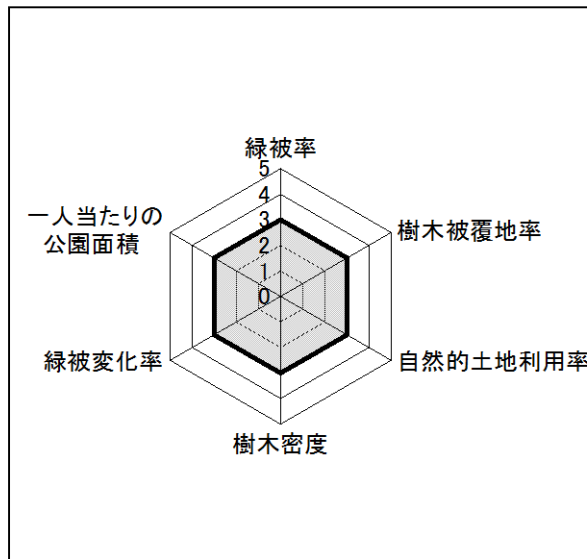 緑被率
5
4
3
2
1
0
一人当たりの
公園面積
樹木被覆地率
緑被変化率
自然的土地利用率
樹木密度